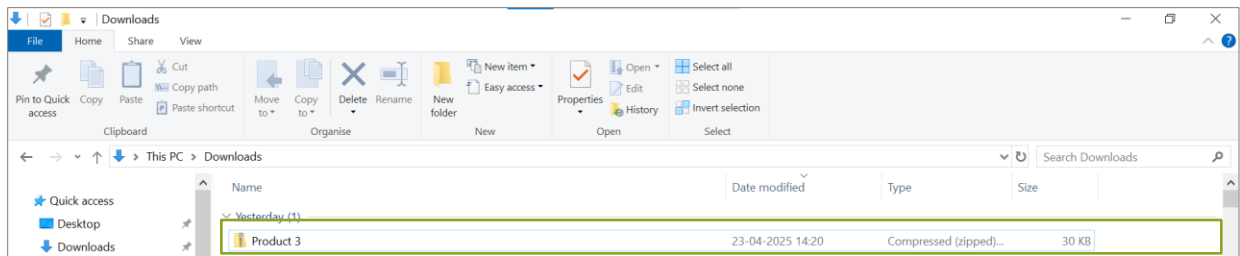 Downloads
File Home Share View
Pin to Quick access Copy Paste Cut Copy path Paste shortcut
Move to Copy to Delete Rename
New folder New item Easy access
Properties Open Edit History
Select all Select none Invert selection
Clipboard Organise New Open Select
This PC Downloads Search Downloads
Name Date modified Type Size
Quick access
Yesterday (1)
Desktop
Product 3 23-04-2025 14:20 Compressed (zipped)... 30 KB
Downloads